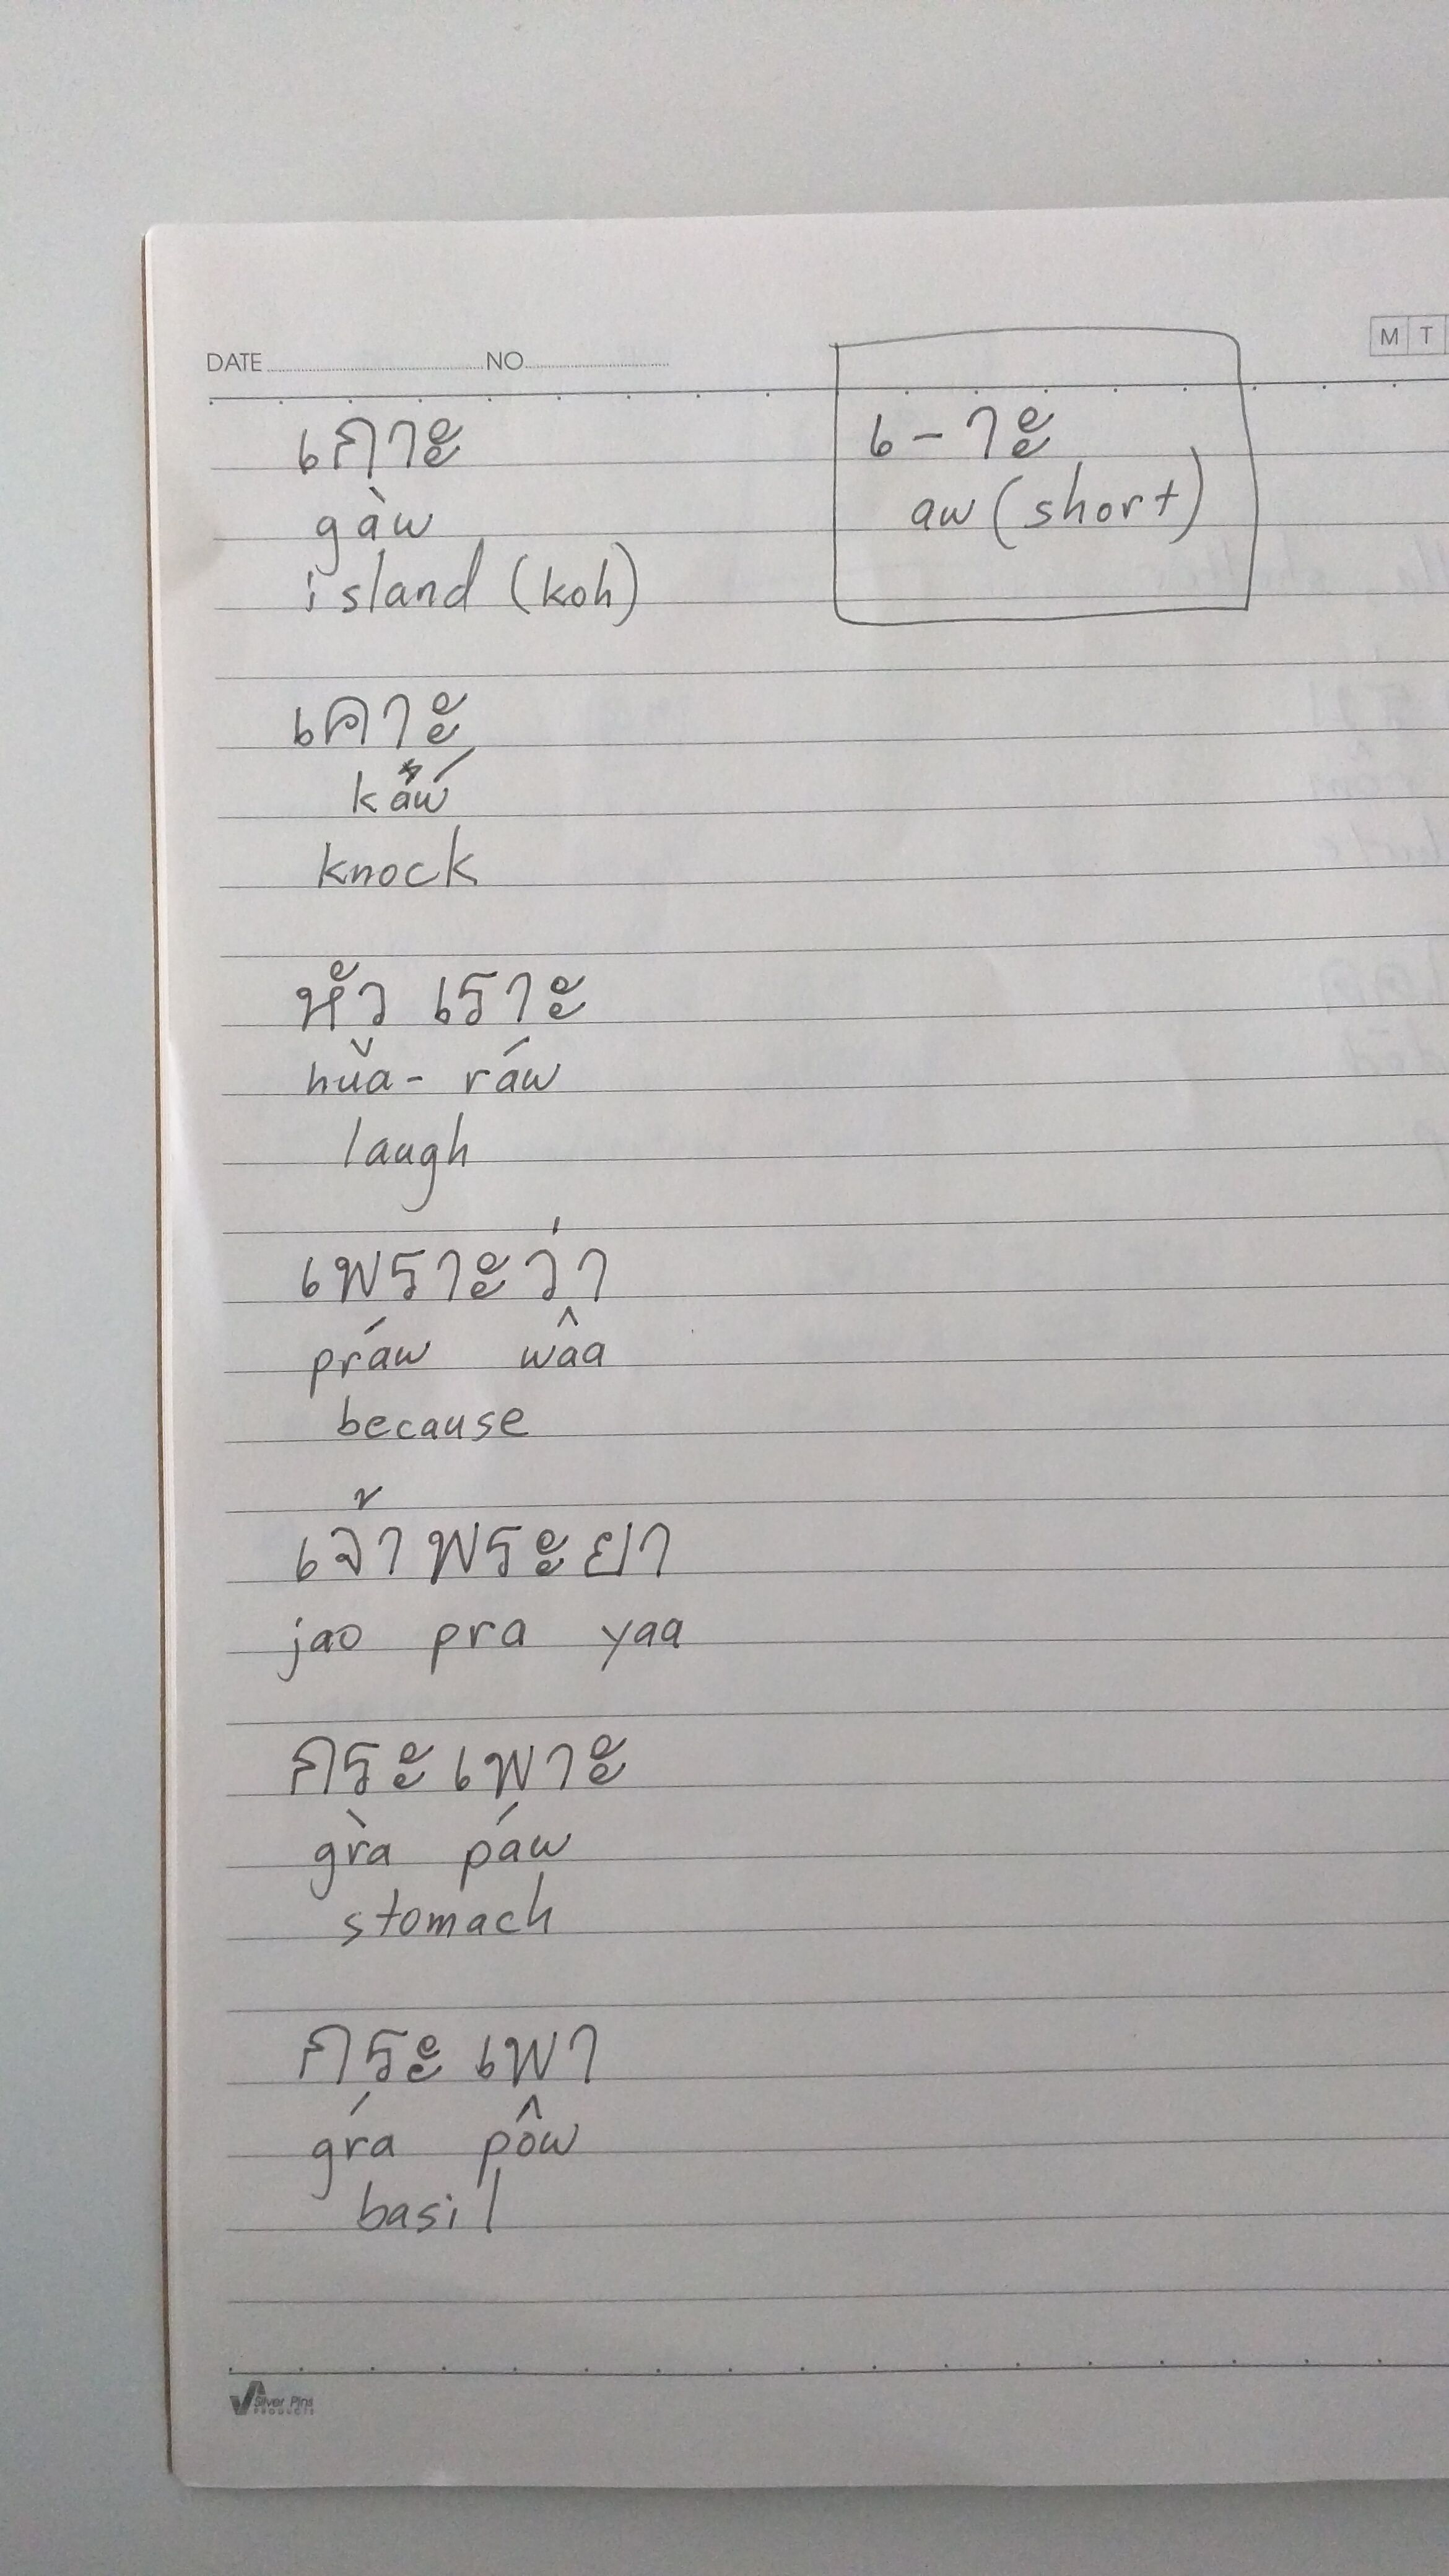 DATE NO
M T
เกาะ
gàw
island (koh)
เ-าะ
aw (short)
เคาะ
káw
knock
หัว เราะ
hǔa- ráw
laugh
เพราะว่า
práw wâa
because
เจ้าพระยา
jao pra yaa
กระเพาะ
gràpáw
stomach
กระ เพา
grá pôw
basil
Silver Pins
PRODUCTS